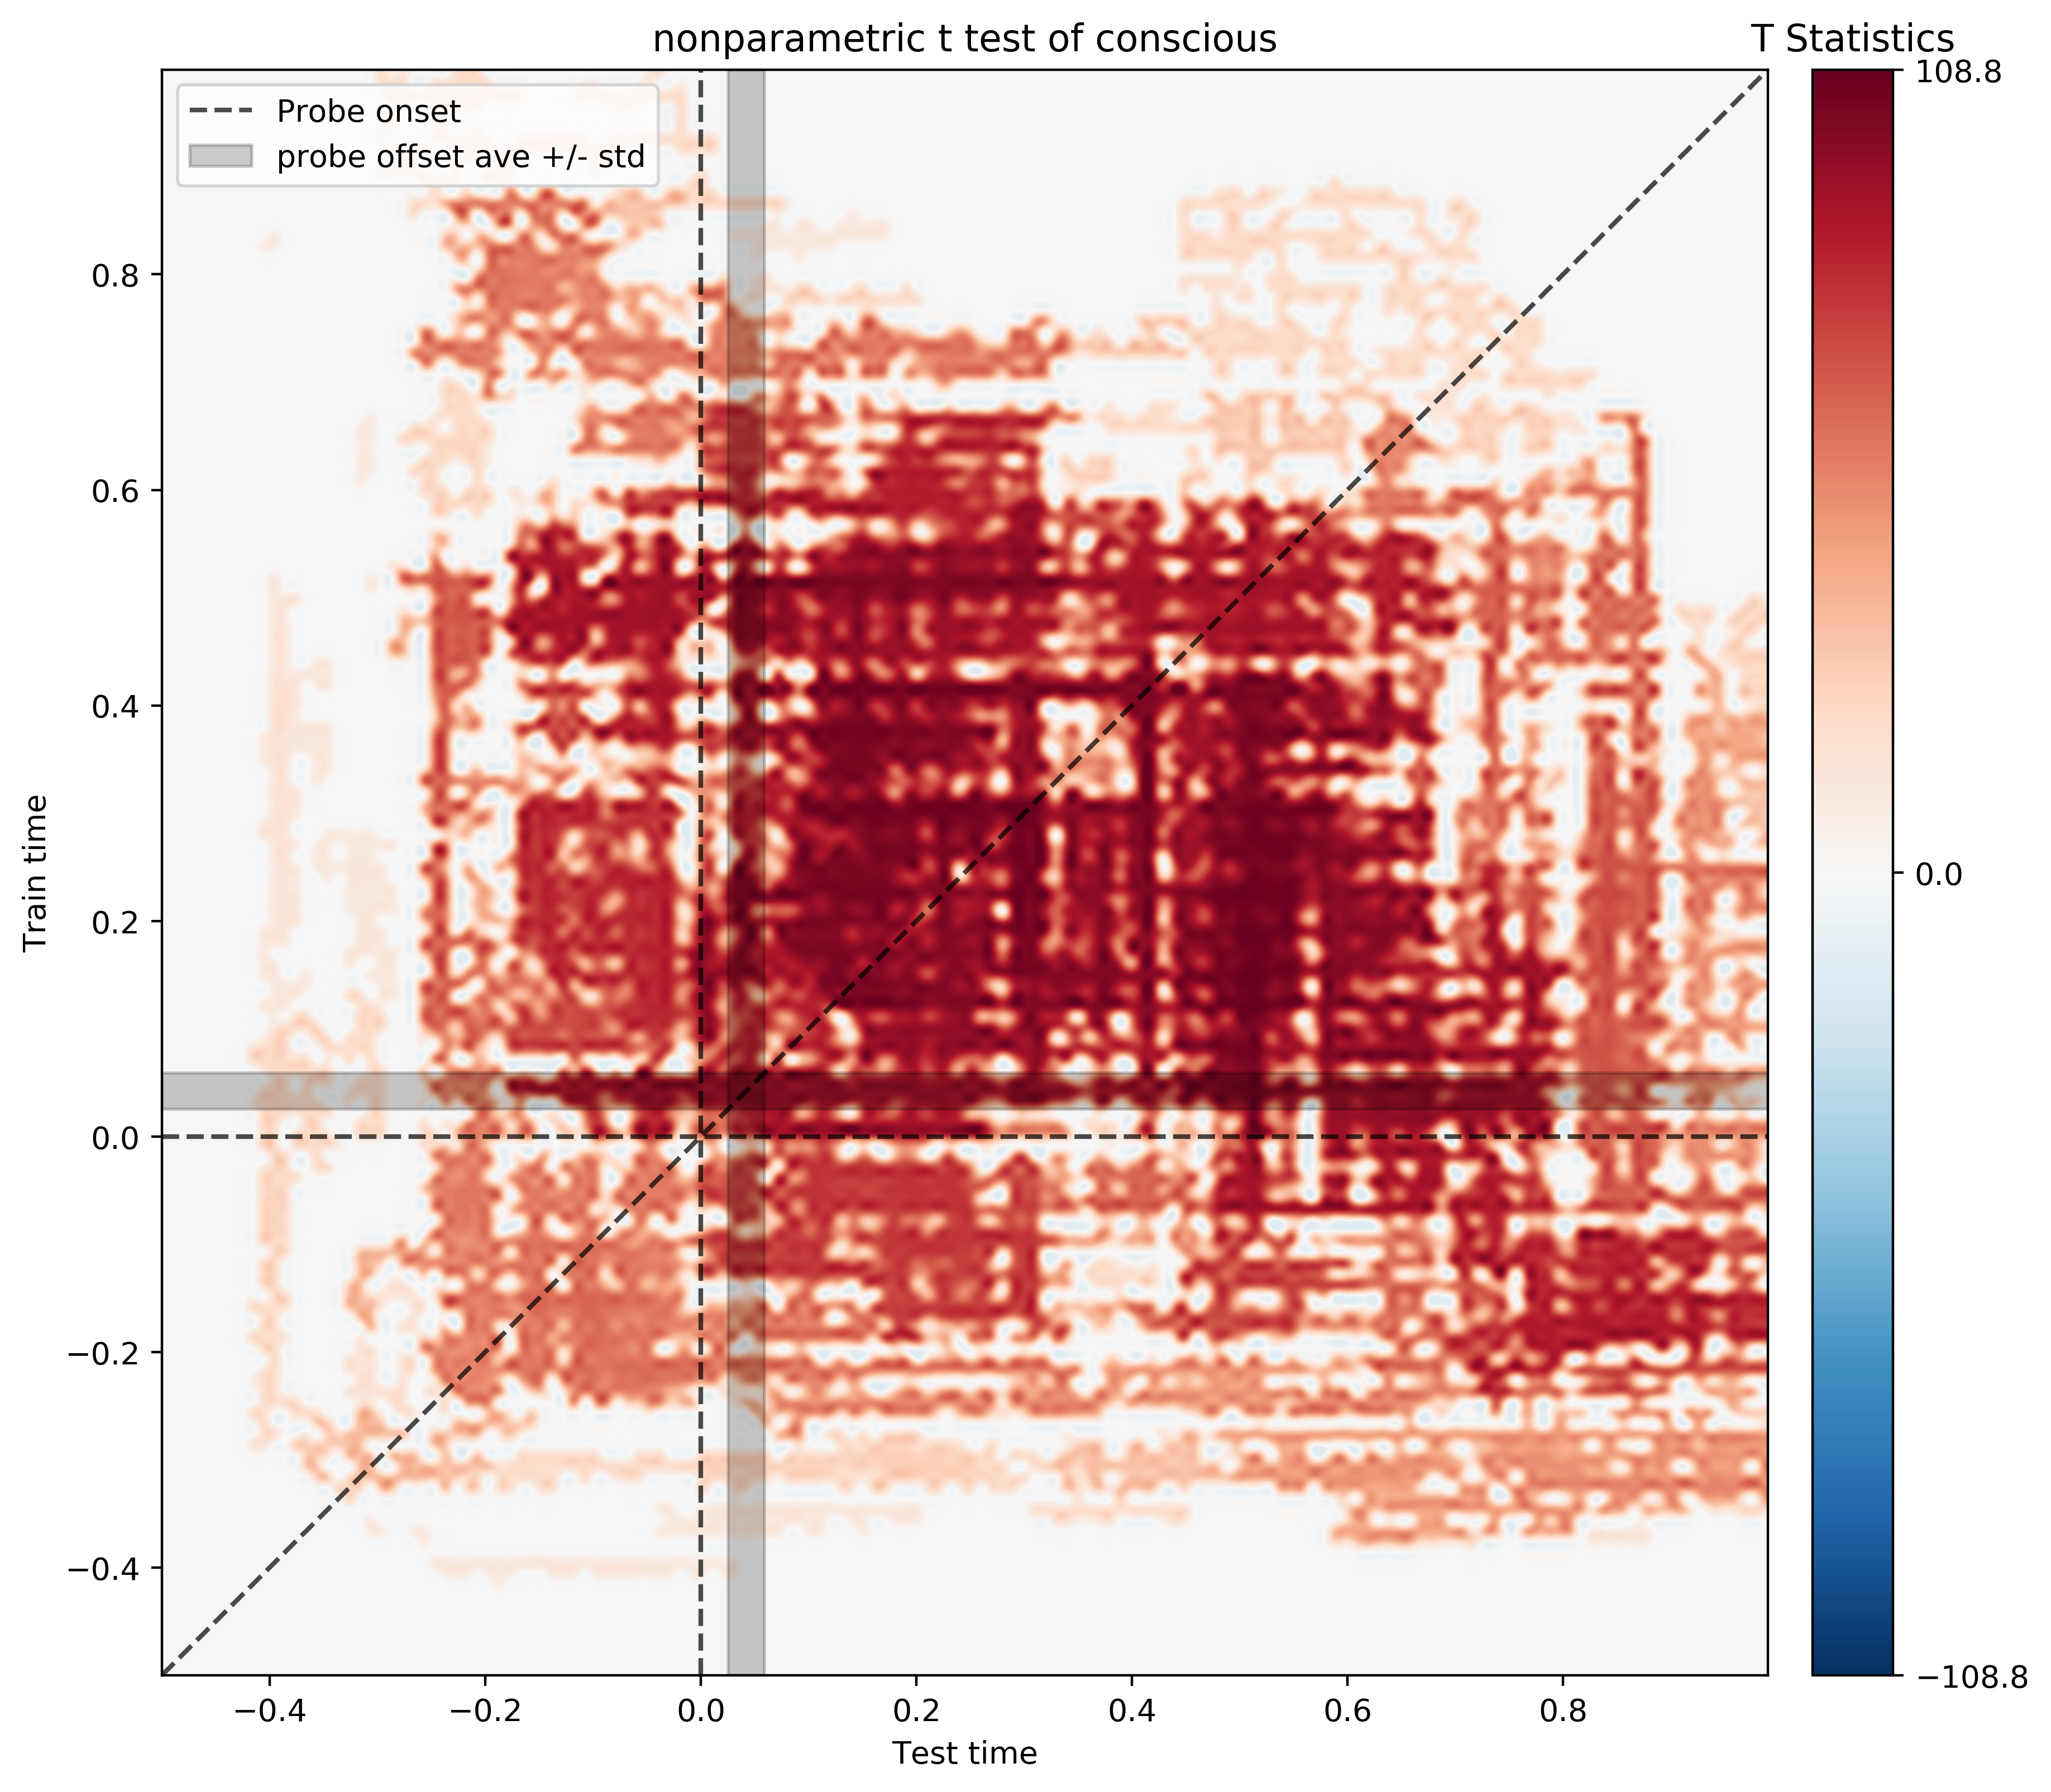 nonparametric t test of conscious
T Statistics
Probe onset
probe offset ave +/- std
108.8
0.0
−108.8
0.8
0.6
0.4
0.2
0.0
−0.2
−0.4
Train time
−0.4
−0.2
0.0
0.2
0.4
0.6
0.8
Test time